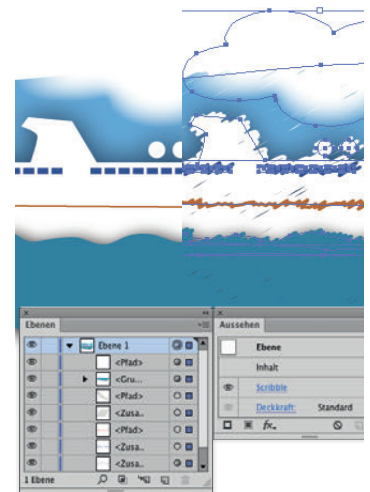 Ebenen
Ebene 1
<Pfad>
<Gru...
<Pfad>
<Zusa..
<Pfad>
<Zusa..
<Zusa..
1 Ebene
Aussehen
Ebene
Inhalt
Scribble
Deckkraft: Standard
fx.